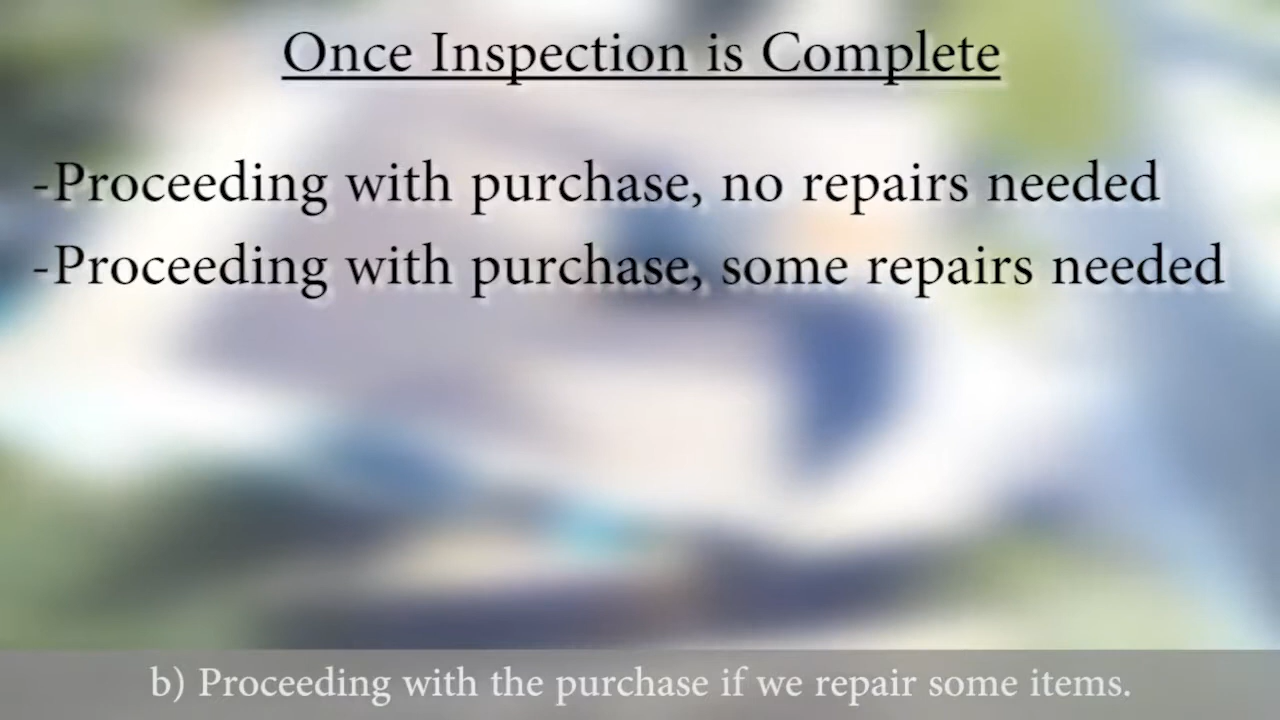 Once Inspection is Complete
-Proceeding with purchase, no repairs needed
-Proceeding with purchase, some repairs needed
b) Proceeding with the purchase if we repair some items.